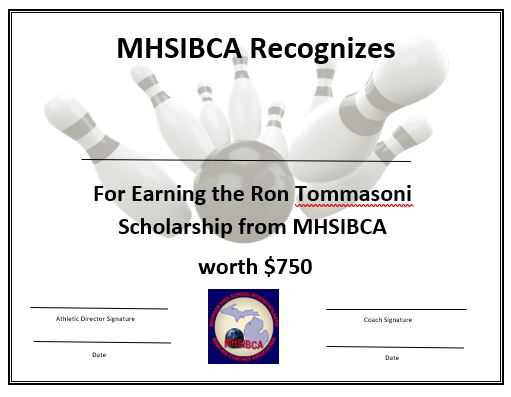 MHSIBCA Recognizes
For Earning the Ron Tommasoni
Scholarship from MHSIBCA
worth $750
MHSIBCA
Athletic Director Signature
Coach Signature
Date
Date